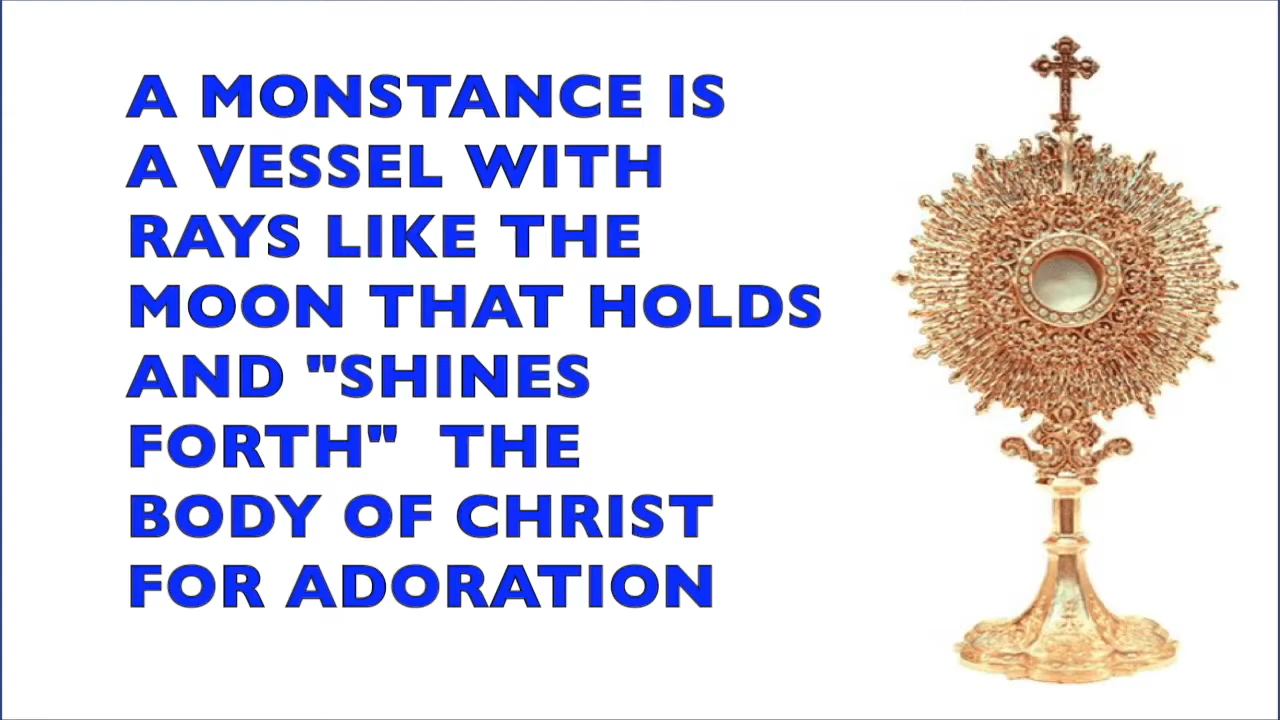 A MONSTANCE IS
A VESSEL WITH
RAYS LIKE THE
MOON THAT HOLDS
AND "SHINES
FORTH"  THE
BODY OF CHRIST
FOR ADORATION